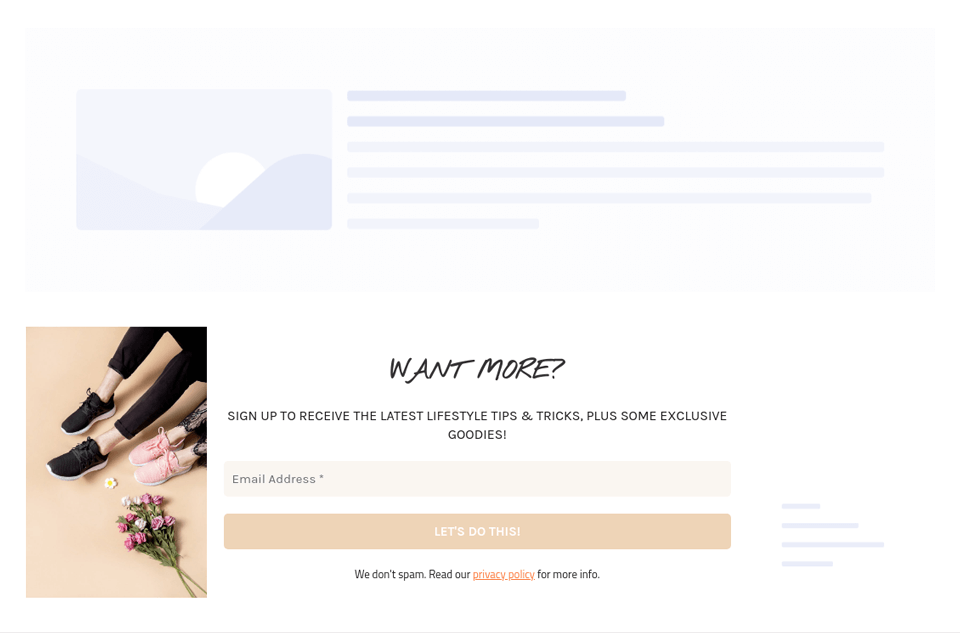 WANT MORE?
SIGN UP TO RECEIVE THE LATEST LIFESTYLE TIPS & TRICKS, PLUS SOME EXCLUSIVE
GOODIES!
Email Address *
LET'S DO THIS!
We don't spam. Read our privacy policy for more info.